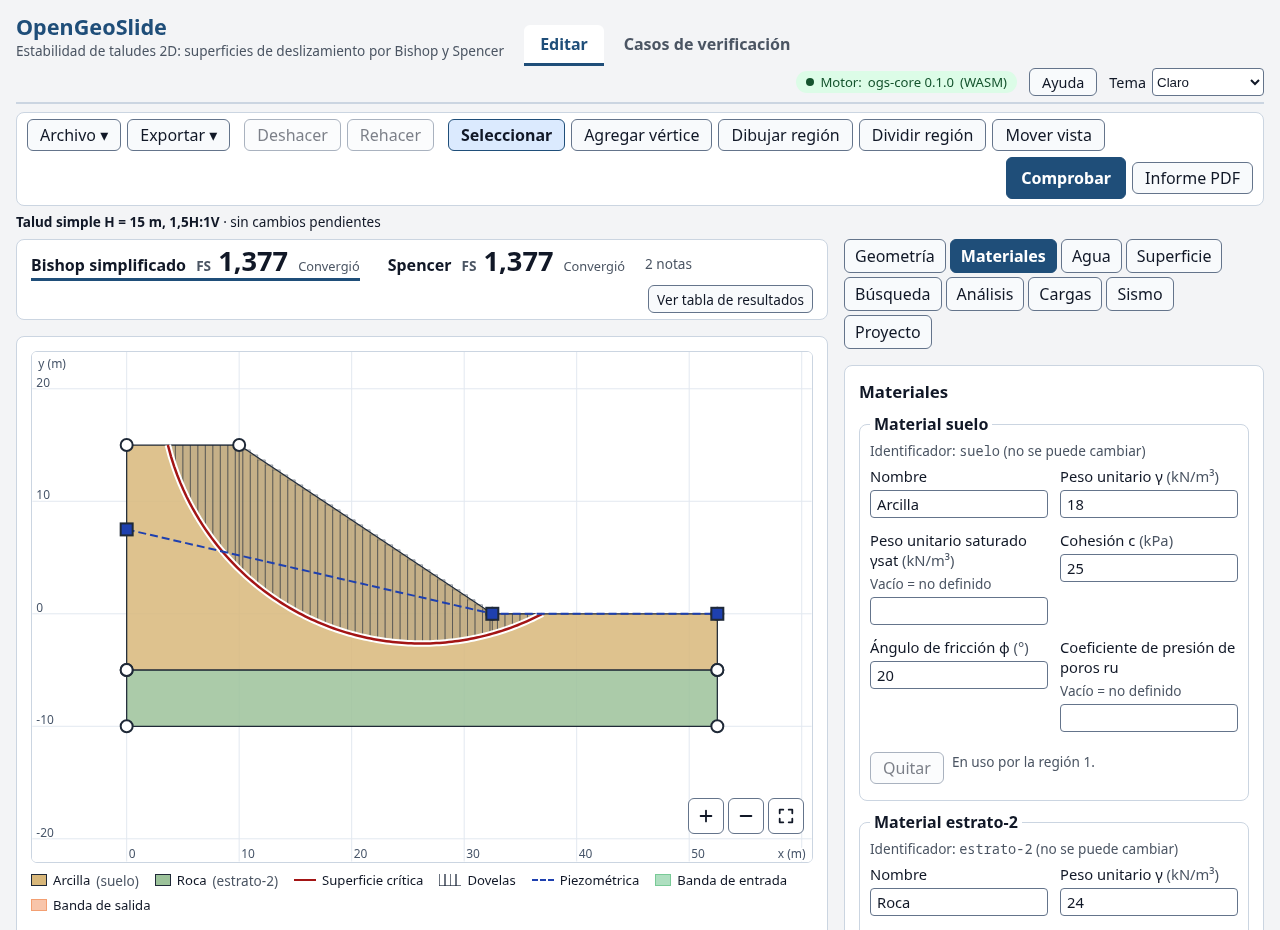 OpenGeoSlide
Estabilidad de taludes 2D: superficies de deslizamiento por Bishop y Spencer
Editar
Casos de verificación
Motor: ogs-core 0.1.0 (WASM)
Ayuda
Tema
Claro
Archivo ▾
Exportar ▾
Deshacer
Rehacer
Seleccionar
Agregar vértice
Dibujar región
Dividir región
Mover vista
Comprobar
Informe PDF
Talud simple H = 15 m, 1,5H:1V · sin cambios pendientes
Bishop simplificado FS 1,377 Convergió
Spencer FS 1,377 Convergió
2 notas
Ver tabla de resultados
y (m)
20
10
0
-10
-20
0
10
20
30
40
50
x (m)
+
−
Arcilla (suelo)
Roca (estrato-2)
Superficie crítica
Dovelas
Piezométrica
Banda de entrada
Banda de salida
Geometría
Materiales
Agua
Superficie
Búsqueda
Análisis
Cargas
Sismo
Proyecto
Materiales
Material suelo
Identificador: suelo (no se puede cambiar)
Nombre
Arcilla
Peso unitario γ (kN/m³)
18
Peso unitario saturado
γsat (kN/m³)
Vacío = no definido
Cohesión c (kPa)
25
Ángulo de fricción ϕ (°)
20
Coeficiente de presión de
poros ru
Vacío = no definido
Quitar
En uso por la región 1.
Material estrato-2
Identificador: estrato-2 (no se puede cambiar)
Nombre
Roca
Peso unitario γ (kN/m³)
24